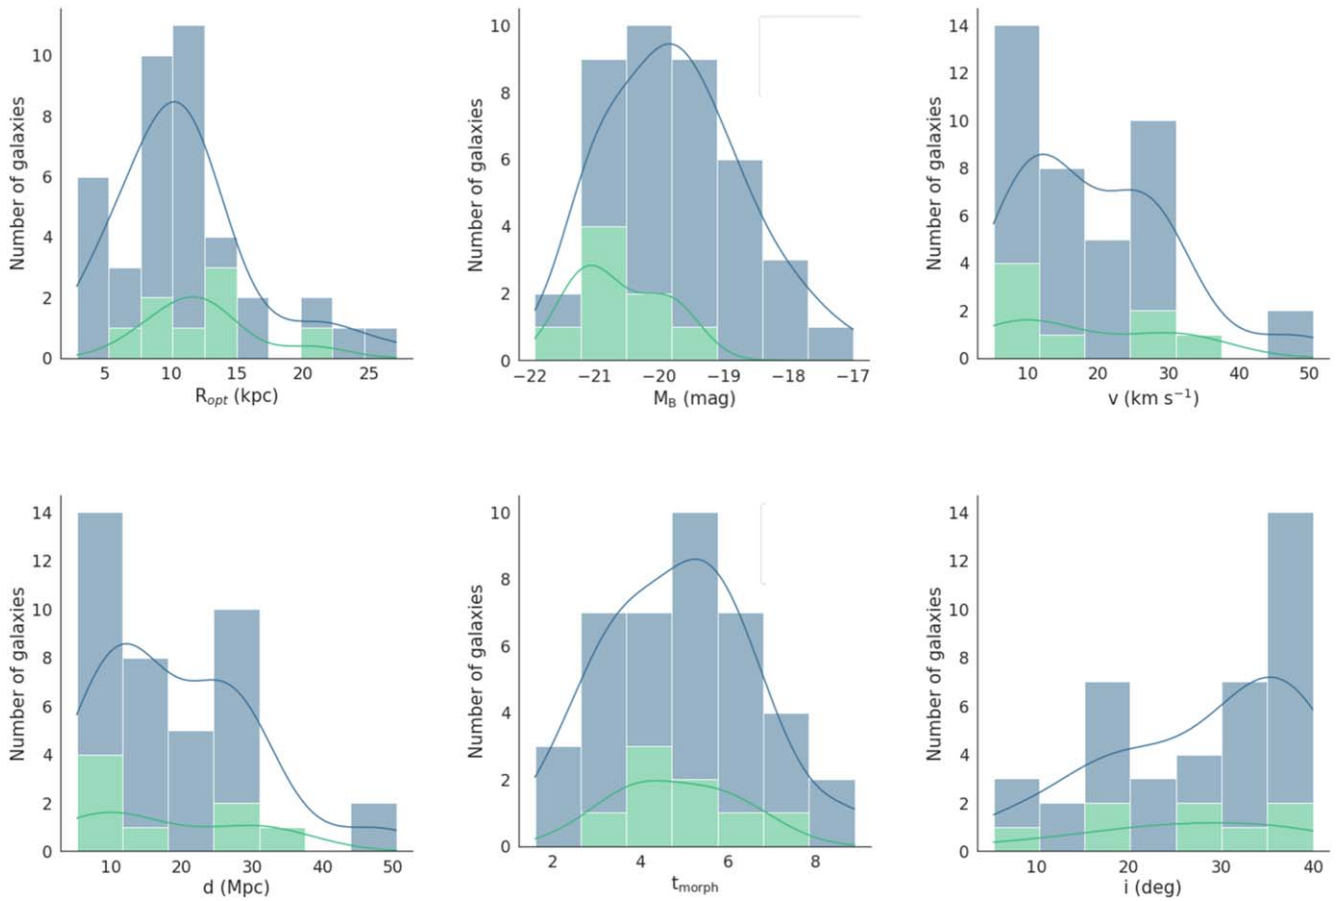 Number of galaxies
10
8
6
4
2
0
5 10 15 20 25
R_opt (kpc)
Number of galaxies
10
8
6
4
2
0
−22 −21 −20 −19 −18 −17
M_B (mag)
Number of galaxies
14
12
10
8
6
4
2
0
10 20 30 40 50
v (km s⁻¹)
Number of galaxies
14
12
10
8
6
4
2
0
10 20 30 40 50
d (Mpc)
Number of galaxies
10
8
6
4
2
0
2 4 6 8
t_morph
Number of galaxies
14
12
10
8
6
4
2
0
10 20 30 40
i (deg)